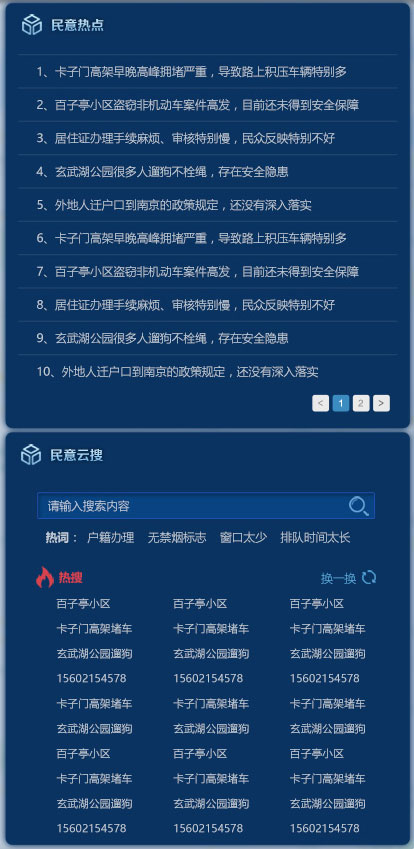 民意热点
1、卡子门高架早晚高峰拥堵严重，导致路上积压车辆特别多
2、百子亭小区盗窃非机动车案件高发，目前还未得到安全保障
3、居住证办理手续麻烦、审核特别慢，民众反映特别不好
4、玄武湖公园很多人遛狗不栓绳，存在安全隐患
5、外地人迁户口到南京的政策规定，还没有深入落实
6、卡子门高架早晚高峰拥堵严重，导致路上积压车辆特别多
7、百子亭小区盗窃非机动车案件高发，目前还未得到安全保障
8、居住证办理手续麻烦、审核特别慢，民众反映特别不好
9、玄武湖公园很多人遛狗不栓绳，存在安全隐患
10、外地人迁户口到南京的政策规定，还没有深入落实
< 1 2 >
民意云搜
请输入搜索内容
热词： 户籍办理 无禁烟标志 窗口太少 排队时间太长
热搜 换一换
百子亭小区 百子亭小区 百子亭小区
卡子门高架堵车 卡子门高架堵车 卡子门高架堵车
玄武湖公园遛狗 玄武湖公园遛狗 玄武湖公园遛狗
15602154578 15602154578 15602154578
卡子门高架堵车 卡子门高架堵车 卡子门高架堵车
玄武湖公园遛狗 玄武湖公园遛狗 玄武湖公园遛狗
百子亭小区 百子亭小区 百子亭小区
卡子门高架堵车 卡子门高架堵车 卡子门高架堵车
玄武湖公园遛狗 玄武湖公园遛狗 玄武湖公园遛狗
15602154578 15602154578 15602154578